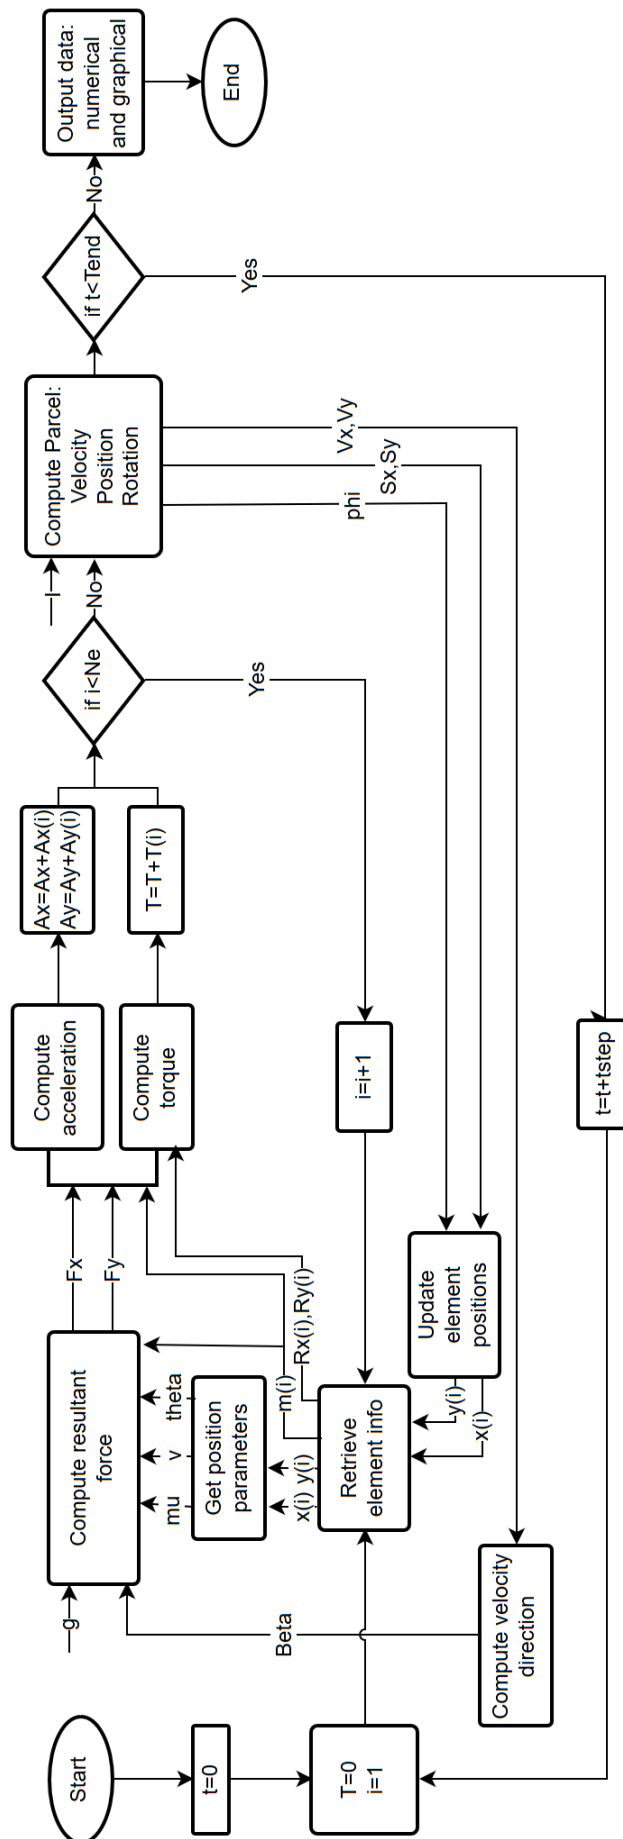 Start
t=0
T=0
i=1
Compute velocity
direction
Beta
g
Compute resultant
force
mu
v
theta
Get position
parameters
x(i)
y(i)
Retrieve
element info
m(i)
Rx(i),Ry(i)
Fx
Fy
Update
element
positions
y(i)
x(i)
Compute
acceleration
Compute
torque
i=i+1
t=t+tstep
Ax=Ax+Ax(i)
Ay=Ay+Ay(i)
T=T+T(i)
if i<Ne
Yes
No
I
Compute Parcel:
Velocity
Position
Rotation
phi
Sx,Sy
Vx,Vy
if t<Tend
Yes
No
Output data:
numerical
and graphical
End